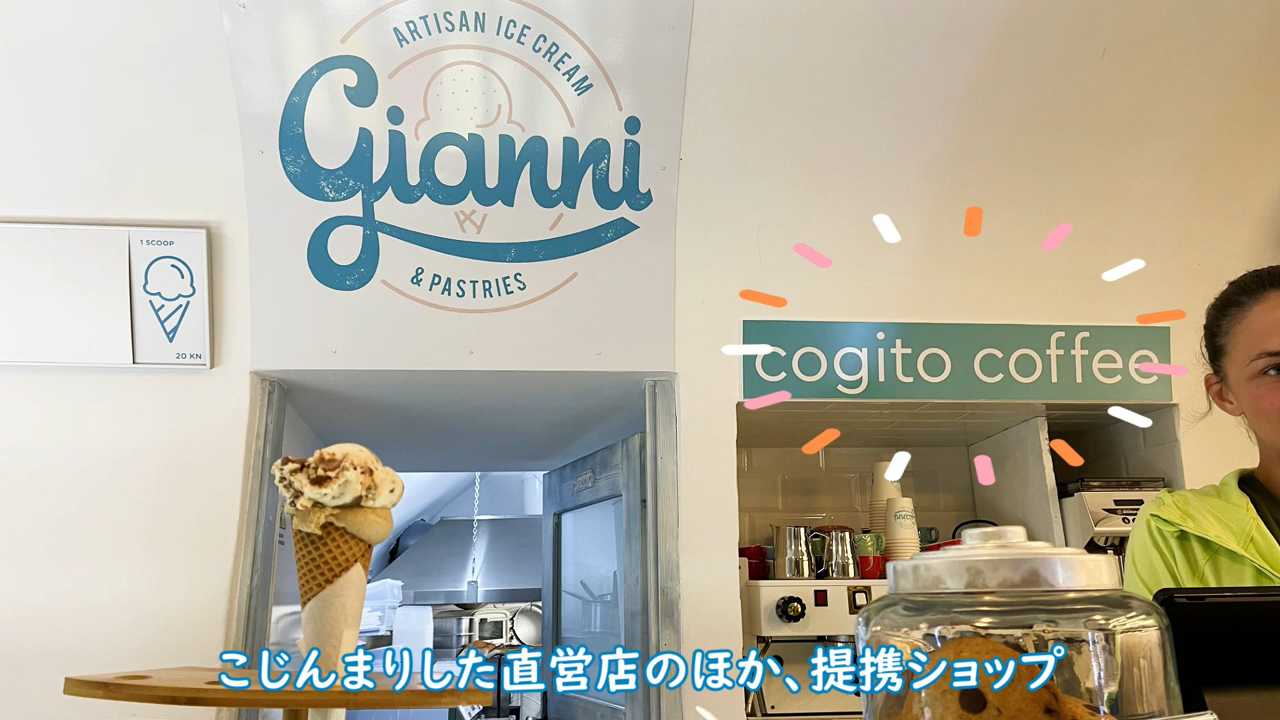 ARTISAN ICE CREAM
Gianni
& PASTRIES
1 SCOOP
20 KN
cogito coffee
こじんまりした直営店のほか、提携ショップ